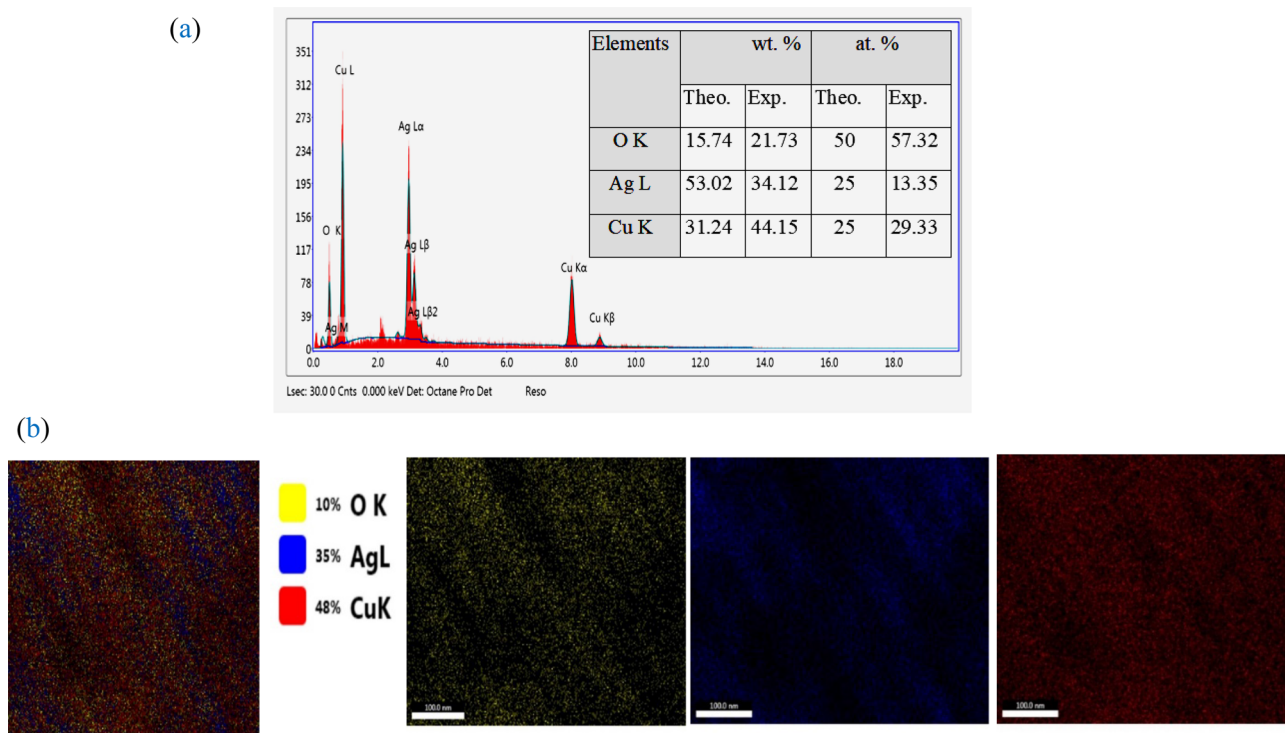 (a)
351
312
273
234
195
156
117
78
39
0
0.0 2.0 4.0 6.0 8.0 10.0 12.0 14.0 16.0 18.0
Cu L
O K
Ag M
Ag Lα
Ag Lβ
Ag Lβ2
Cu Kα
Cu Kβ
Elements wt. % at. %
Theo. Exp. Theo. Exp.
O K 15.74 21.73 50 57.32
Ag L 53.02 34.12 25 13.35
Cu K 31.24 44.15 25 29.33
Lsec: 30.0 0 Cnts 0.000 keV Det: Octane Pro Det Reso
(b)
10% O K
35% AgL
48% CuK
100.0 nm
100.0 nm
100.0 nm